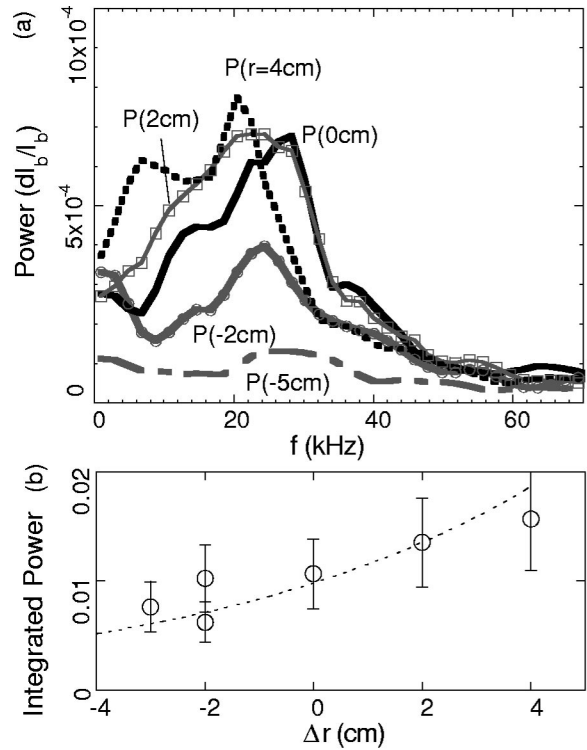 (a)
10x10⁻⁴
P(r=4cm)
P(2cm)
P(0cm)
Power (dI_b/I_b)
5x10⁻⁴
P(-2cm)
P(-5cm)
0
0 20 40 60
f (kHz)
Integrated Power (b)
0.02
0.01
0
-4 -2 0 2 4
Δr (cm)